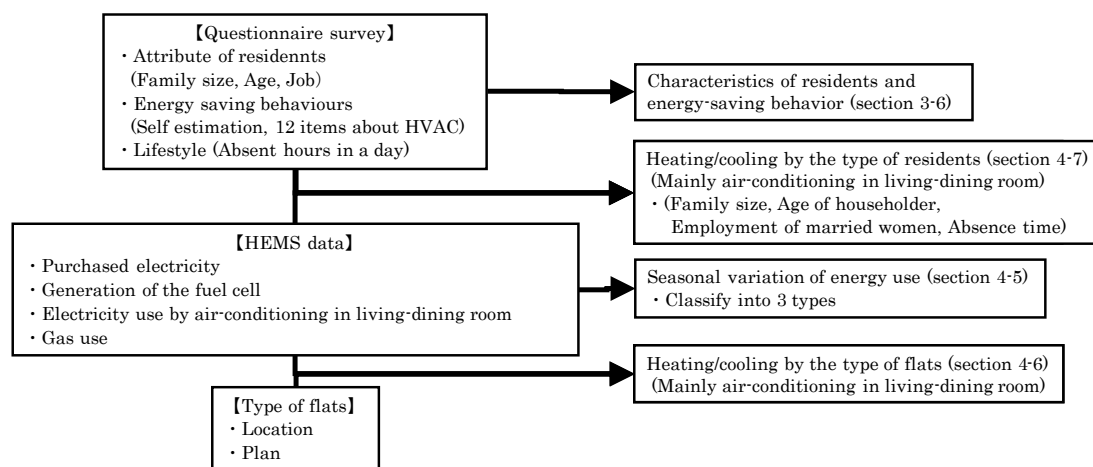 【Questionnaire survey】
・Attribute of residennts
(Family size, Age, Job)
・Energy saving behaviours
(Self estimation, 12 items about HVAC)
・Lifestyle (Absent hours in a day)
Characteristics of residents and
energy-saving behavior (section 3-6)
Heating/cooling by the type of residents (section 4-7)
(Mainly air-conditioning in living-dining room)
・(Family size, Age of householder,
Employment of married women, Absence time)
【HEMS data】
・Purchased electricity
・Generation of the fuel cell
・Electricity use by air-conditioning in living-dining room
・Gas use
Seasonal variation of energy use (section 4-5)
・Classify into 3 types
Heating/cooling by the type of flats (section 4-6)
(Mainly air-conditioning in living-dining room)
【Type of flats】
・Location
・Plan